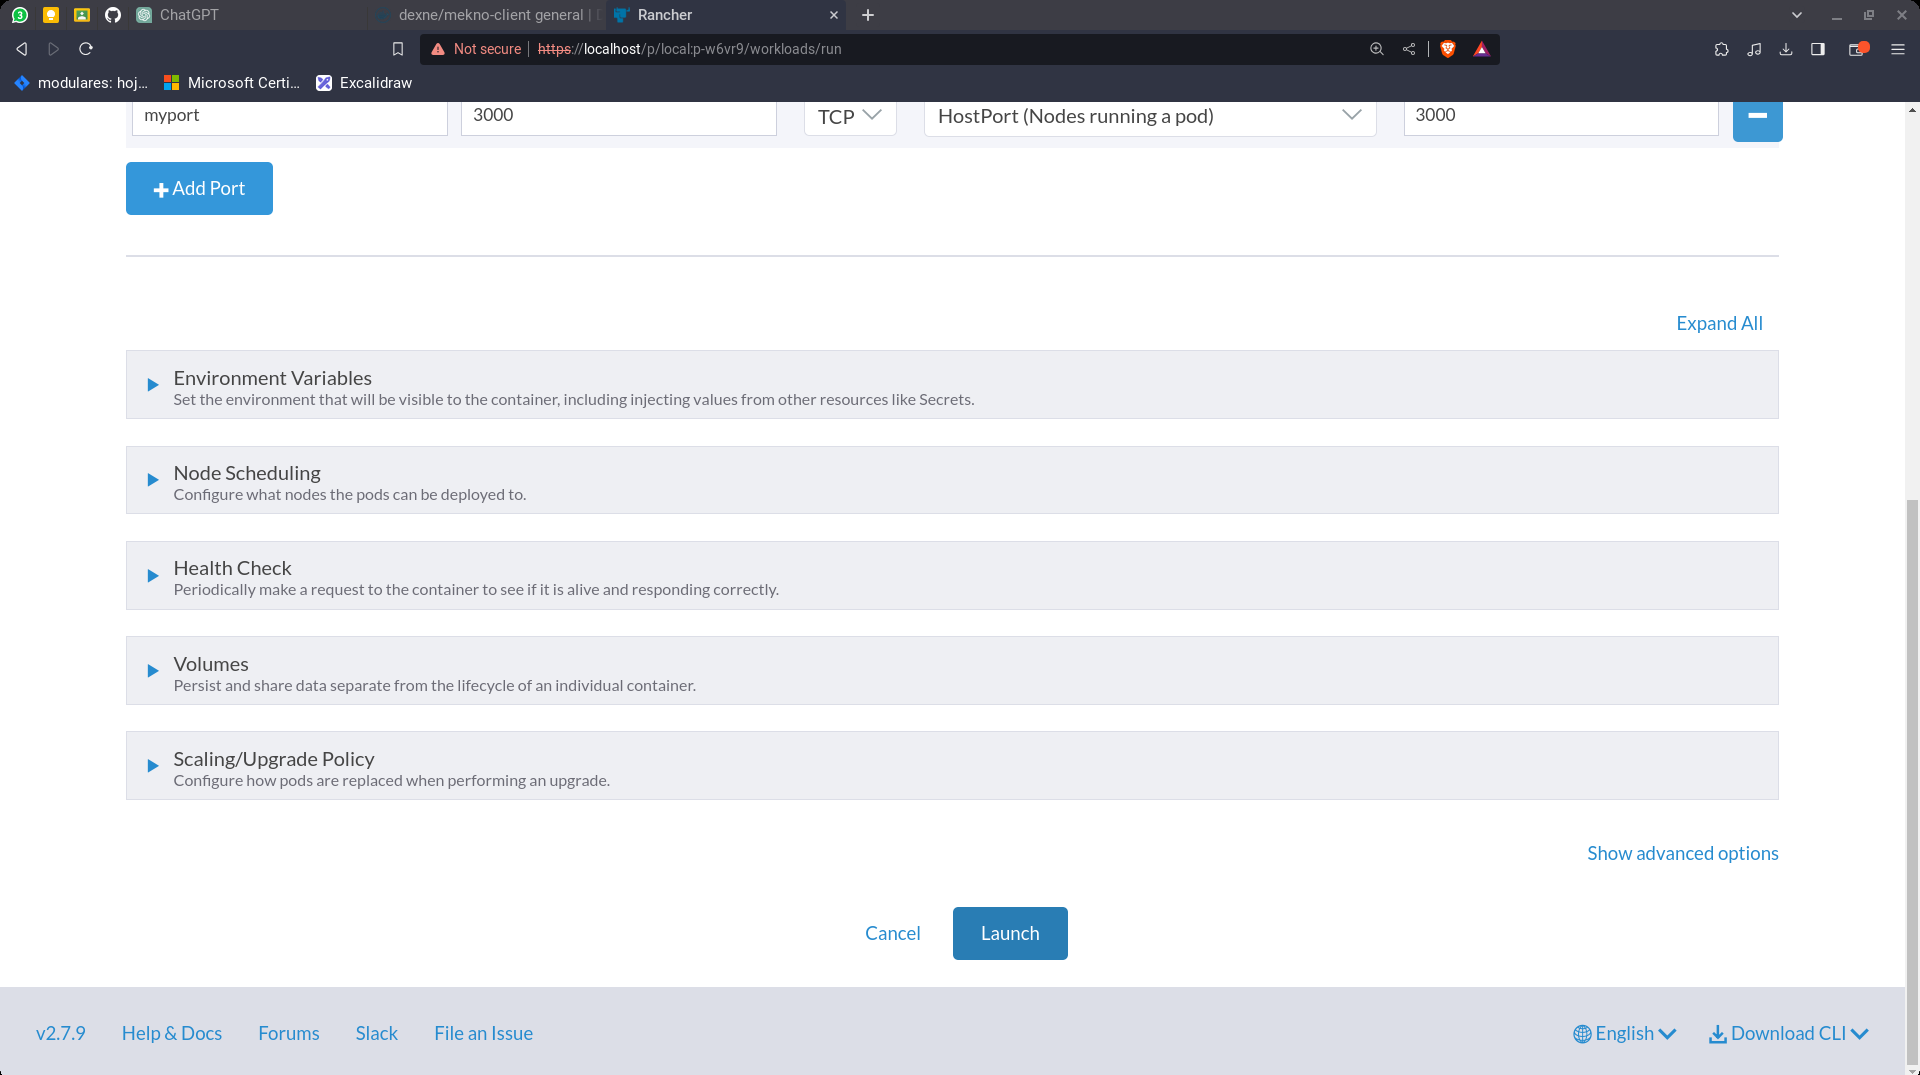 3
ChatGPT
dexne/mekno-client general |
Rancher
Not secure
https://localhost/p/local:p-w6vr9/workloads/run
modulares: hoj...
Microsoft Certi...
Excalidraw
myport
3000
TCP
HostPort (Nodes running a pod)
3000
Add Port
Expand All
Environment Variables
Set the environment that will be visible to the container, including injecting values from other resources like Secrets.
Node Scheduling
Configure what nodes the pods can be deployed to.
Health Check
Periodically make a request to the container to see if it is alive and responding correctly.
Volumes
Persist and share data separate from the lifecycle of an individual container.
Scaling/Upgrade Policy
Configure how pods are replaced when performing an upgrade.
Show advanced options
Cancel
Launch
v2.7.9
Help & Docs
Forums
Slack
File an Issue
English
Download CLI